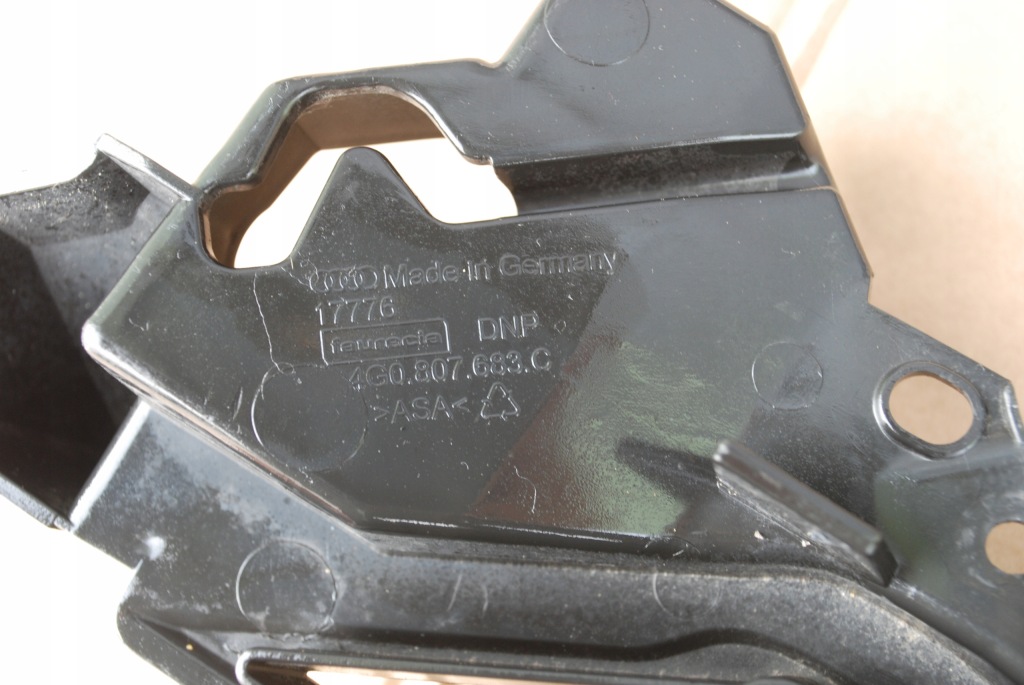 Made in Germany
17776
faurecia DNP
4G0.807.683.C
>ASA<